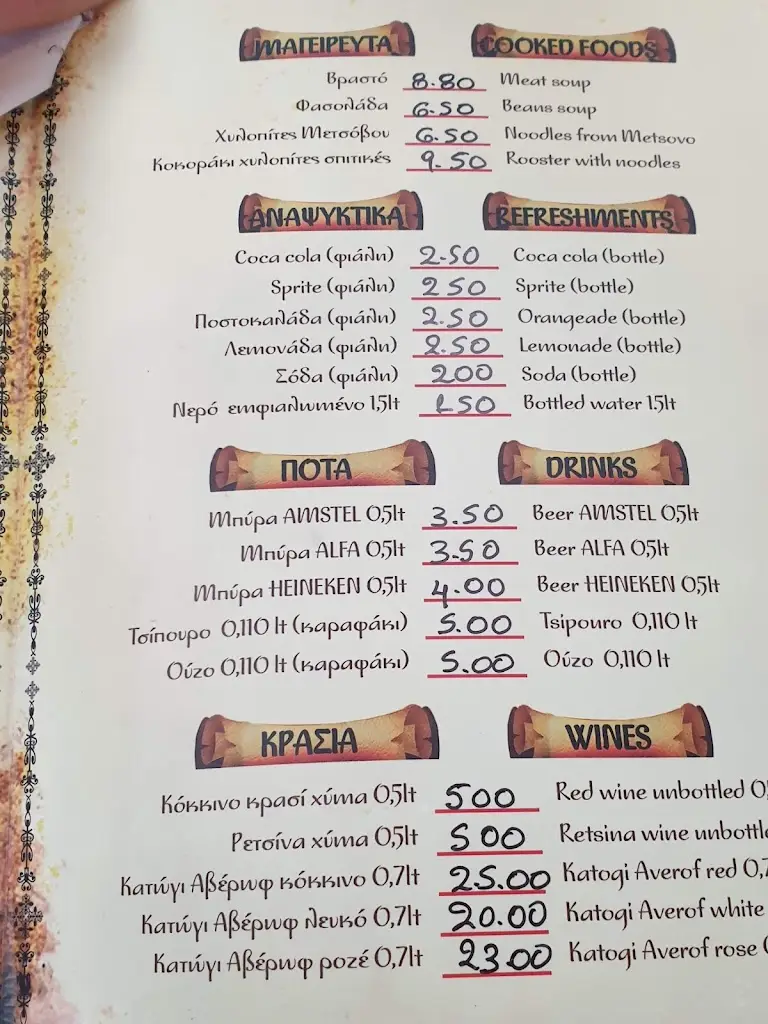 ΜΑΓΕΙΡΕΥΤΑ COOKED FOODS
Βραστό 8.80 Meat soup
Φασολάδα 6.50 Beans soup
Χυλοπίτες Μετσόβου 6.50 Noodles from Metsovo
Κοκοράκι χυλοπίτες σπιτικές 9.50 Rooster with noodles
ΑΝΑΨΥΚΤΙΚΑ REFRESHMENTS
Coca cola (φιάλη) 2.50 Coca cola (bottle)
Sprite (φιάλη) 2 50 Sprite (bottle)
Ποστοκαλάδα (φιάλη) 2.50 Orangeade (bottle)
Λεμονάδα (φιάλη) 2.50 Lemonade (bottle)
Σόδα (φιάλη) 200 Soda (bottle)
Νερό εμφιαλωμένο 1,5lt 1.50 Bottled water 1.5lt
ΠΟΤΑ DRINKS
Μπύρα AMSTEL 0,5lt 3.50 Beer AMSTEL 0,5lt
Μπύρα ALFA 0,5lt 3.50 Beer ALFA 0,5lt
Μπύρα HEINEKEN 0,5lt 4.00 Beer HEINEKEN 0,5lt
Τσίπουρο 0,110 lt (καραφάκι) 5.00 Tsipouro 0,110 lt
Ούζο 0,110 lt (καραφάκι) 5.00 Ούζο 0,110 lt
ΚΡΑΣΙΑ WINES
Κόκκινο κρασί χύμα 0,5lt 500 Red wine unbottled 0,
Ρετσίνα χύμα 0,5lt 500 Retsina wine unbottle
Κατώγι Αβέρωφ κόκκινο 0,7lt 25.00 Katogi Averof red 0,7
Κατώγι Αβέρωφ λευκό 0,7lt 20.00 Katogi Averof white
Κατώγι Αβέρωφ ροζέ 0,7lt 23.00 Katogi Averof rose